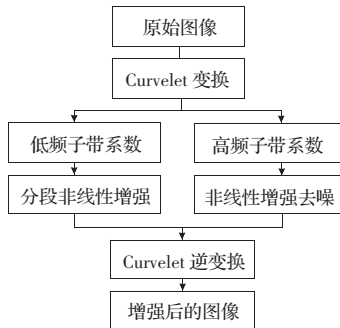 原始图像
Curvelet 变换
低频子带系数
高频子带系数
分段非线性增强
非线性增强去噪
Curvelet 逆变换
增强后的图像